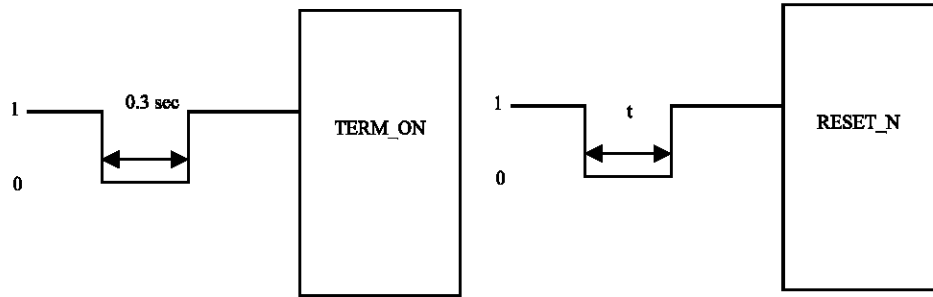 1
0.3 sec
0
TERM_ON
1
t
0
RESET_N